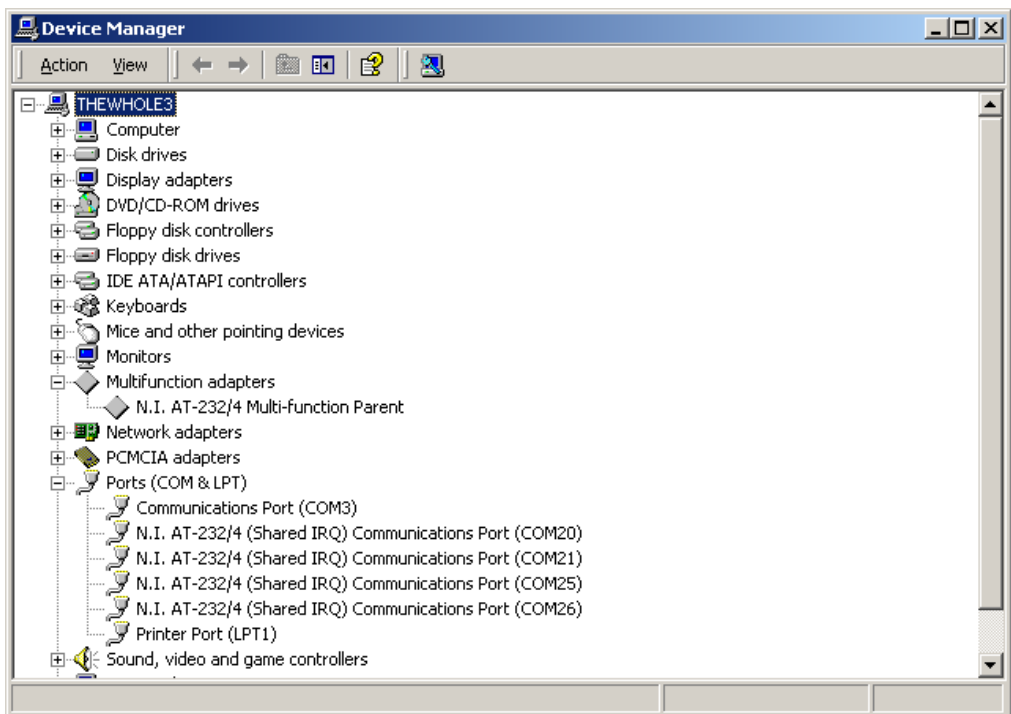 Device Manager
Action View
THEWHOLE3
Computer
Disk drives
Display adapters
DVD/CD-ROM drives
Floppy disk controllers
Floppy disk drives
IDE ATA/ATAPI controllers
Keyboards
Mice and other pointing devices
Monitors
Multifunction adapters
N.I. AT-232/4 Multi-function Parent
Network adapters
PCMCIA adapters
Ports (COM & LPT)
Communications Port (COM3)
N.I. AT-232/4 (Shared IRQ) Communications Port (COM20)
N.I. AT-232/4 (Shared IRQ) Communications Port (COM21)
N.I. AT-232/4 (Shared IRQ) Communications Port (COM25)
N.I. AT-232/4 (Shared IRQ) Communications Port (COM26)
Printer Port (LPT1)
Sound, video and game controllers